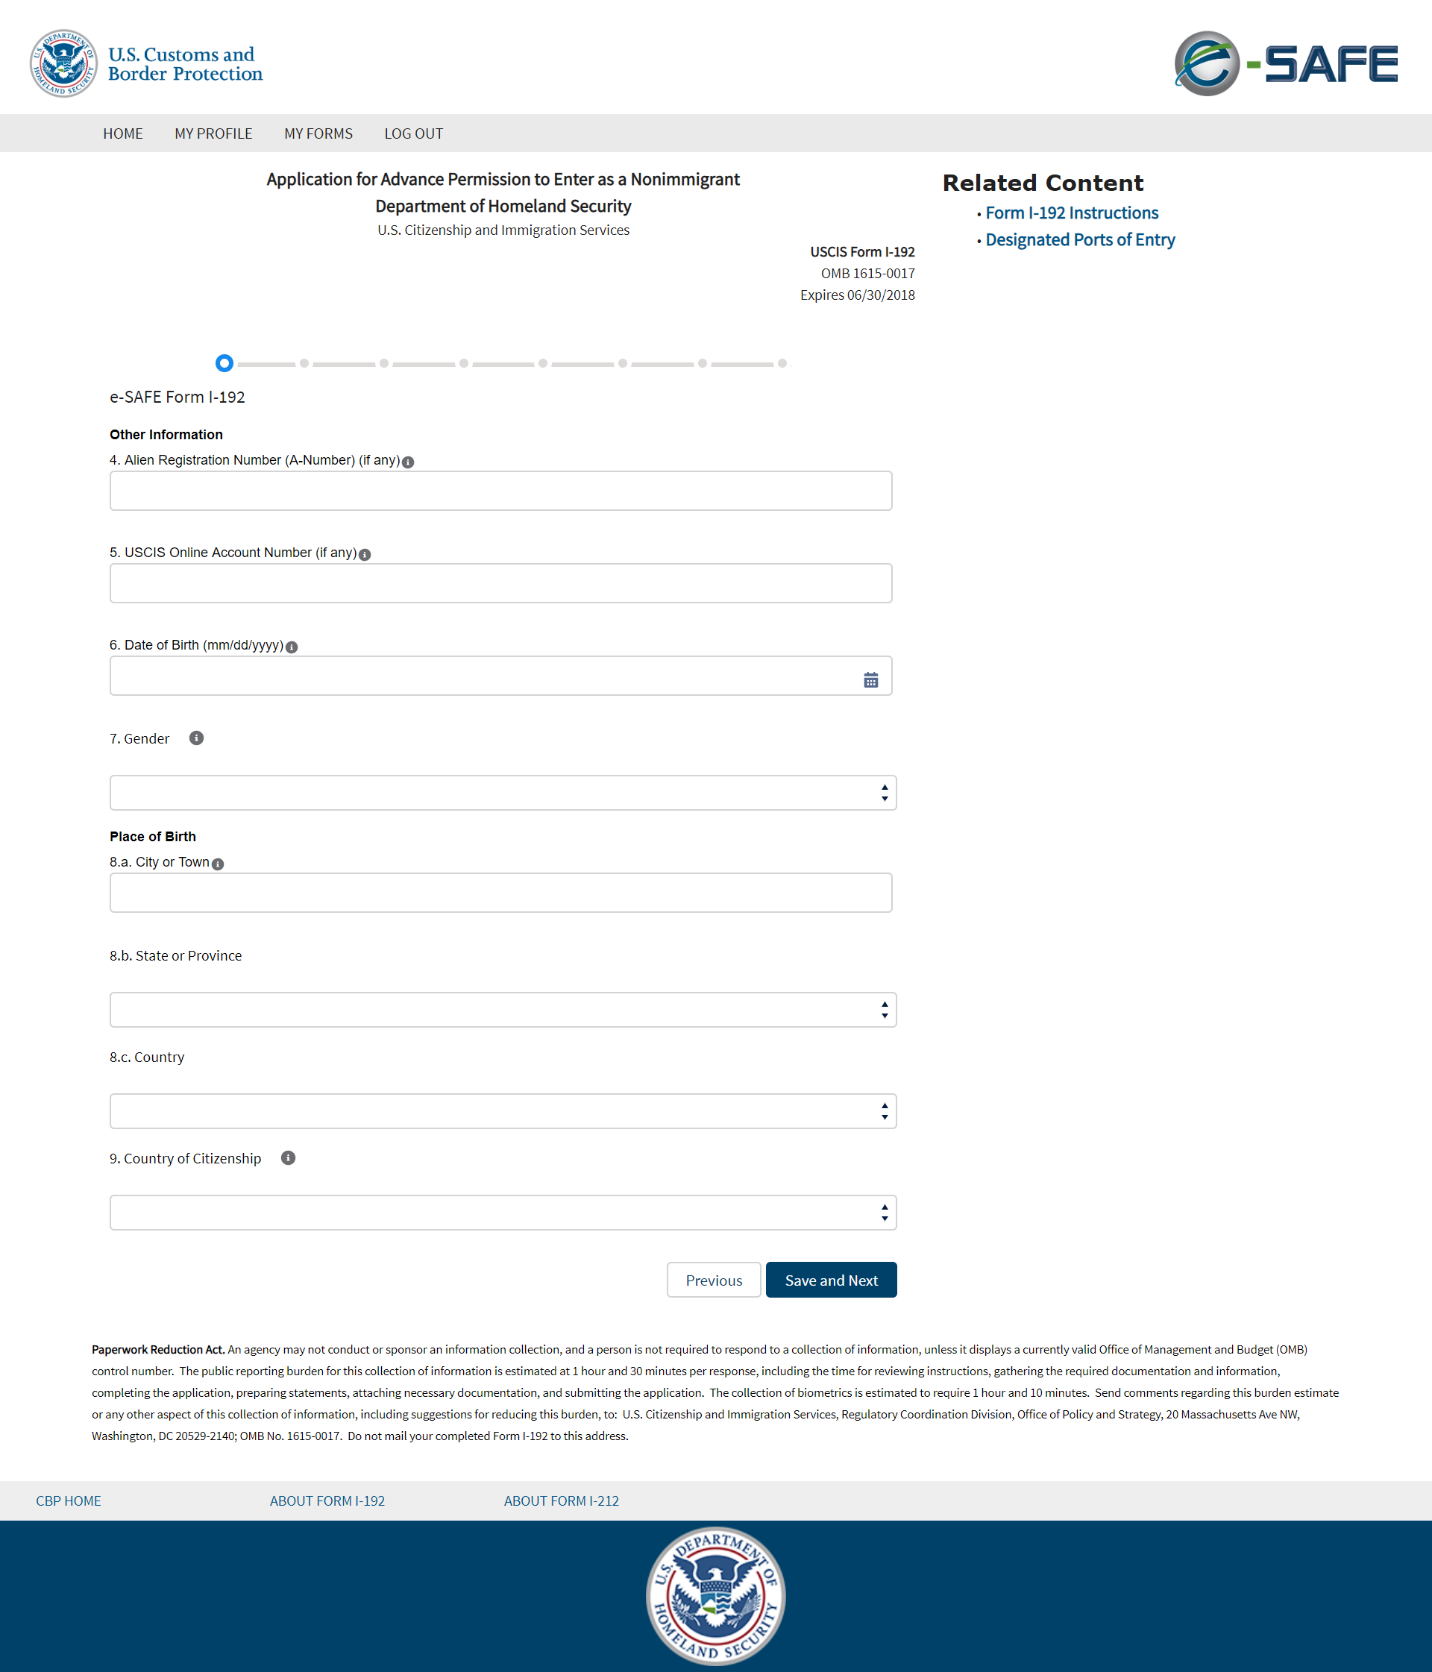 U.S. Customs and
Border Protection
e-SAFE
HOME MY PROFILE MY FORMS LOG OUT
Application for Advance Permission to Enter as a Nonimmigrant
Department of Homeland Security
U.S. Citizenship and Immigration Services
USCIS Form I-192
OMB 1615-0017
Expires 06/30/2018
Related Content
• Form I-192 Instructions
• Designated Ports of Entry
e-SAFE Form I-192
Other Information
4. Alien Registration Number (A-Number) (if any)
5. USCIS Online Account Number (if any)
6. Date of Birth (mm/dd/yyyy)
7. Gender
Place of Birth
8.a. City or Town
8.b. State or Province
8.c. Country
9. Country of Citizenship
Previous Save and Next
Paperwork Reduction Act. An agency may not conduct or sponsor an information collection, and a person is not required to respond to a collection of information, unless it displays a currently valid Office of Management and Budget (OMB)
control number. The public reporting burden for this collection of information is estimated at 1 hour and 30 minutes per response, including the time for reviewing instructions, gathering the required documentation and information,
completing the application, preparing statements, attaching necessary documentation, and submitting the application. The collection of biometrics is estimated to require 1 hour and 10 minutes. Send comments regarding this burden estimate
or any other aspect of this collection of information, including suggestions for reducing this burden, to: U.S. Citizenship and Immigration Services, Regulatory Coordination Division, Office of Policy and Strategy, 20 Massachusetts Ave NW,
Washington, DC 20529-2140; OMB No. 1615-0017. Do not mail your completed Form I-192 to this address.
CBP HOME ABOUT FORM I-192 ABOUT FORM I-212
U.S. DEPARTMENT OF
HOMELAND SECURITY